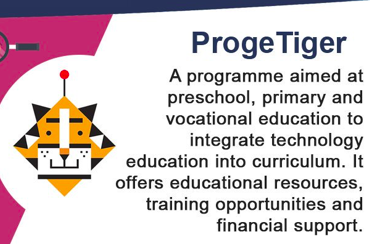 ProgeTiger
A programme aimed at
preschool, primary and
vocational education to
integrate technology
education into curriculum. It
offers educational resources,
training opportunities and
financial support.